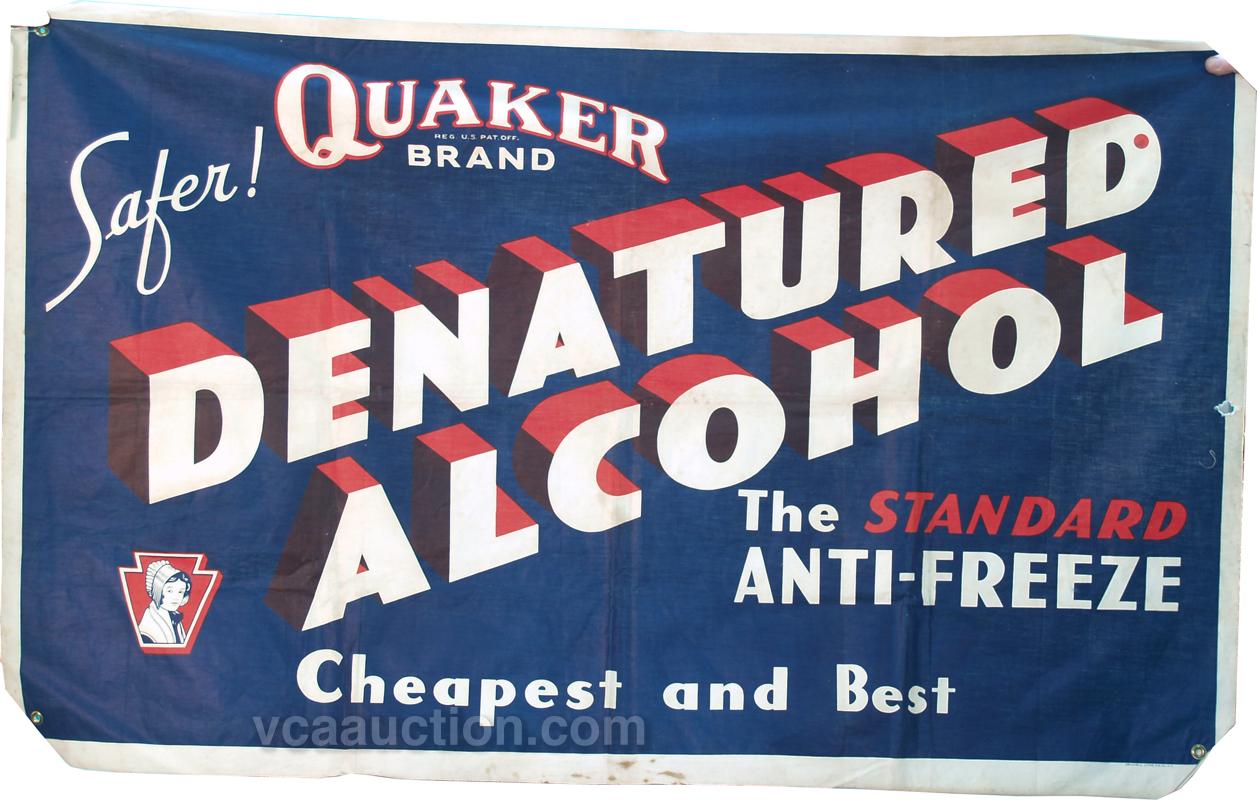 Safer!
QUAKER
REG. U.S. PAT. OFF.
BRAND
DENATURED
ALCOHOL
The STANDARD
ANTI-FREEZE
Cheapest and Best
vcaauction.com